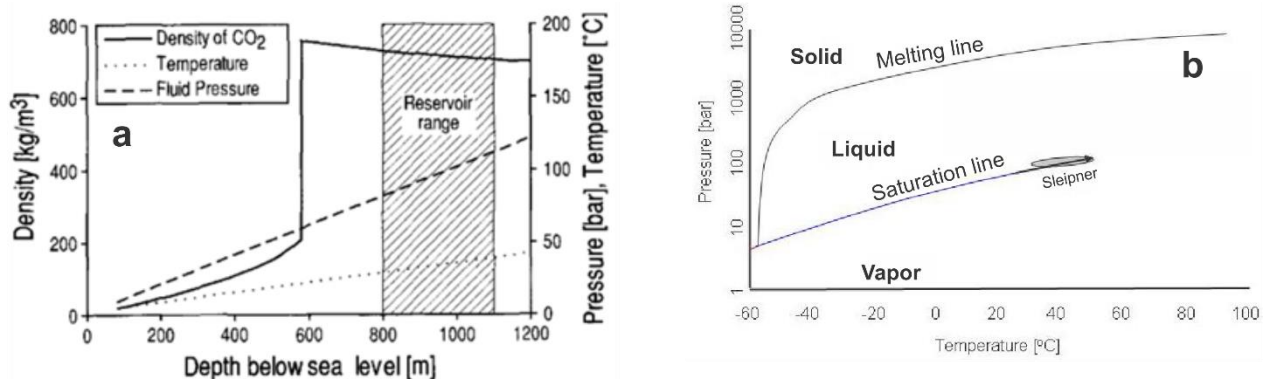 800
600
400
200
0
Density [kg/m³]
Density of CO₂
Temperature
Fluid Pressure
a
Reservoir
range
200
150
100
50
0
Pressure [bar], Temperature [°C]
0 200 400 600 800 1000 1200
Depth below sea level [m]
10000
1000
100
10
1
Pressure [bar]
Solid
Melting line
b
Liquid
Saturation line
Sleipner
Vapor
-60 -40 -20 0 20 40 60 80 100
Temperature [ºC]